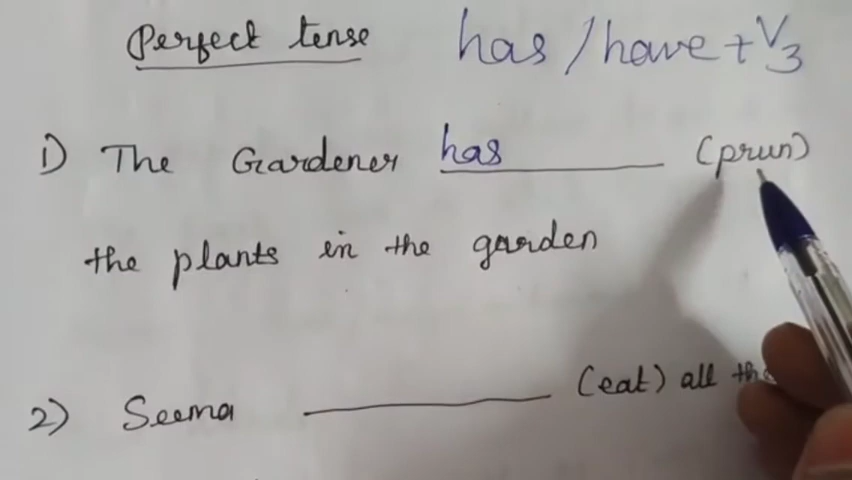 Perfect tense has/have + V3
1) The Gardener has ______ (prun)
the plants in the garden
2) Seema ______ (eat) all the